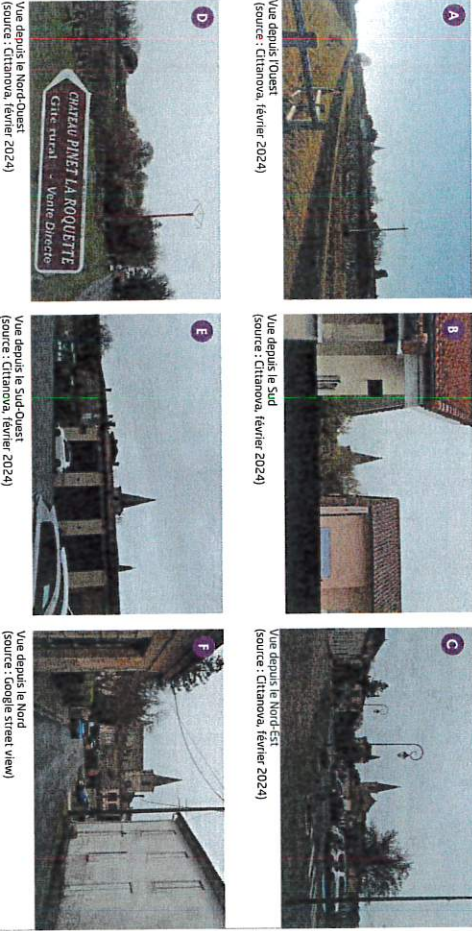 A
Vue depuis l'Ouest
(source : Cittanova, février 2024)
B
Vue depuis le Sud
(source : Cittanova, février 2024)
C
Vue depuis le Nord-Est
(source : Cittanova, février 2024)
D
CHATEAU PINET LA ROQUETTE
Gîte rural - Vente Directe
Vue depuis le Nord-Ouest
(source : Cittanova, février 2024)
E
Vue depuis le Sud-Ouest
(source : Cittanova, février 2024)
F
Vue depuis le Nord
(source : Google street view)